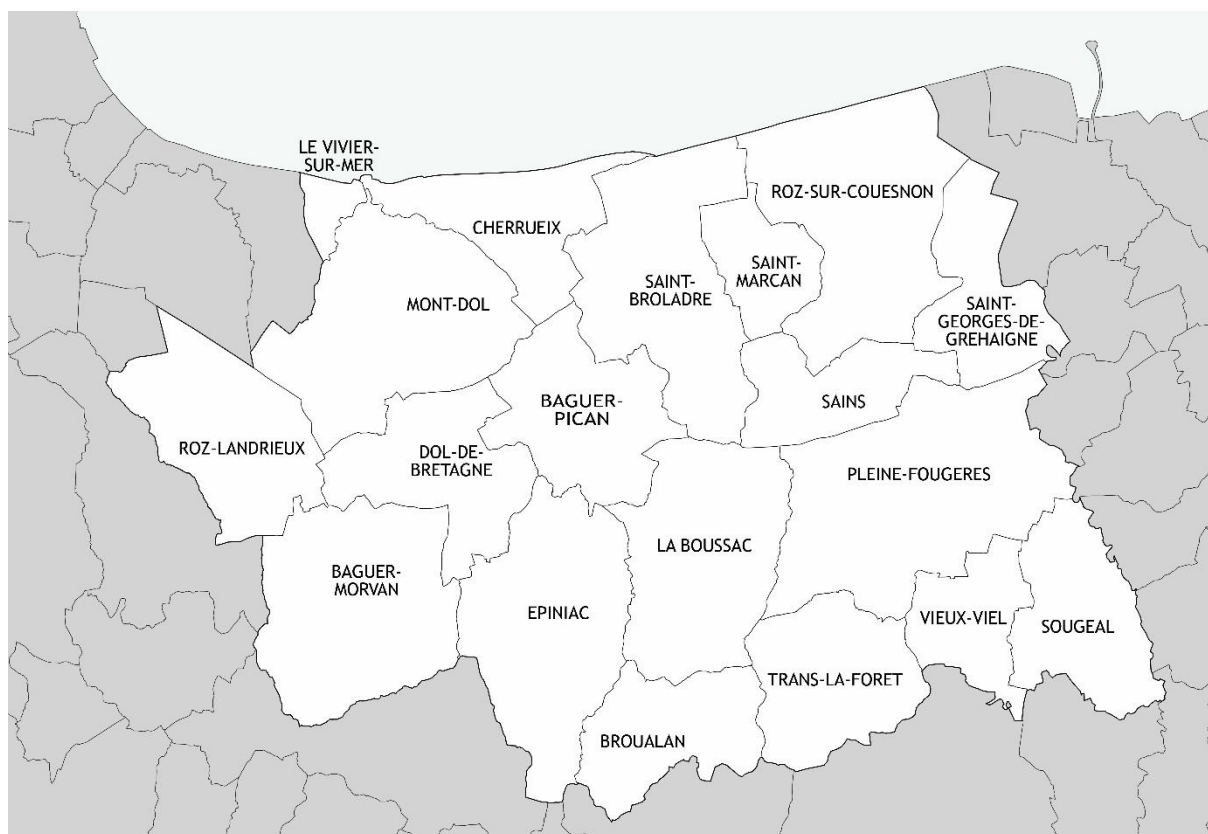 LE VIVIER-
SUR-MER
CHERRUEIX
ROZ-SUR-COUESNON
SAINT-
MARCAN
SAINT-
BROLADRE
MONT-DOL
SAINT-
GEORGES-DE-
GREHAIGNE
BAGUER-
PICAN
SAINS
ROZ-LANDRIEUX
DOL-DE-
BRETAGNE
PLEINE-FOUGERES
LA BOUSSAC
BAGUER-
MORVAN
EPINIAC
VIEUX-VIEL
SOUGEAL
TRANS-LA-FORET
BROUALAN